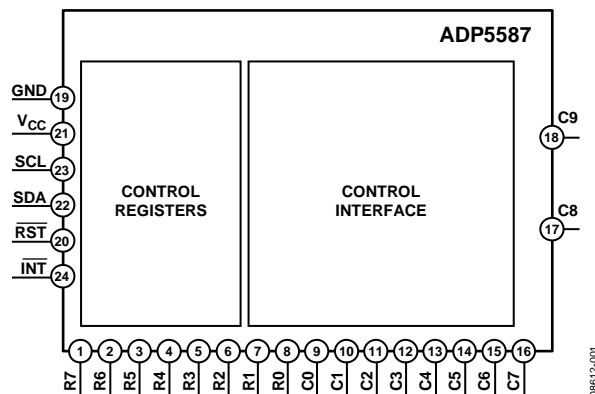 ADP5587
GND 19
VCC 21
SCL 23
SDA 22
RST 20
INT 24
CONTROL
REGISTERS
CONTROL
INTERFACE
C9
18
C8
17
1 2 3 4 5 6 7 8 9 10 11 12 13 14 15 16
R7 R6 R5 R4 R3 R2 R1 R0 C0 C1 C2 C3 C4 C5 C6 C7
08612-001